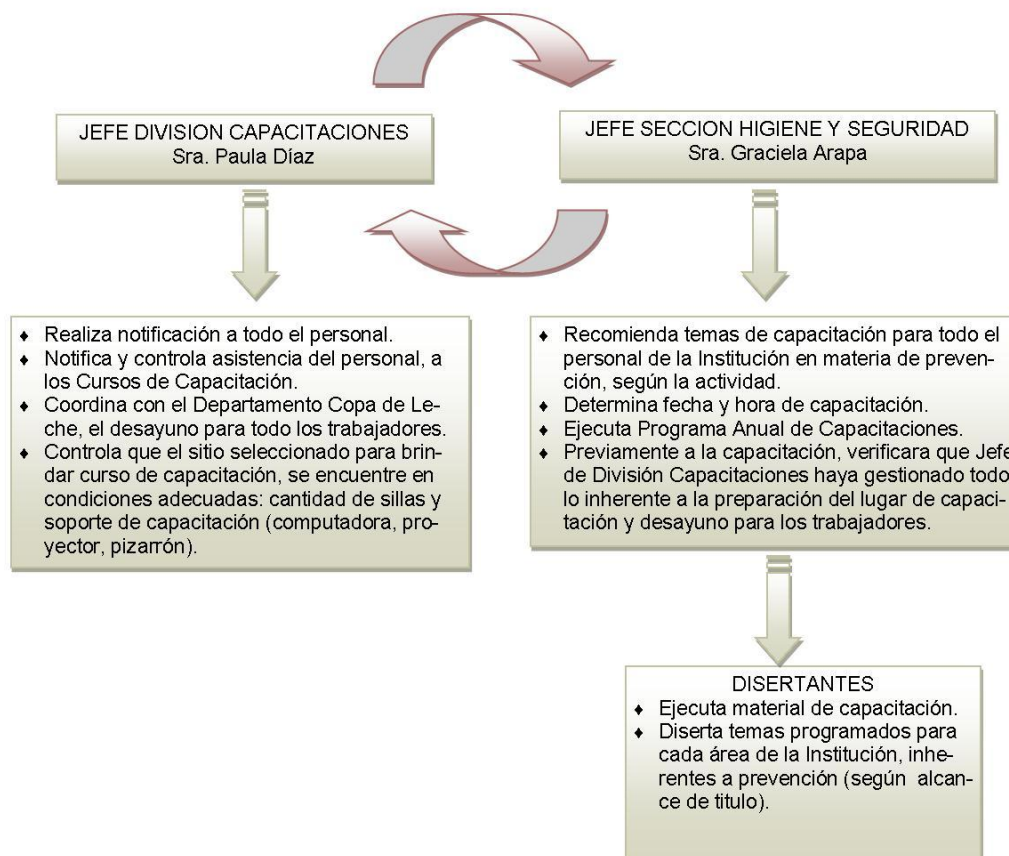 JEFE DIVISION CAPACITACIONES
Sra. Paula Díaz
JEFE SECCION HIGIENE Y SEGURIDAD
Sra. Graciela Arapa
♦ Realiza notificación a todo el personal.
♦ Notifica y controla asistencia del personal, a
los Cursos de Capacitación.
♦ Coordina con el Departamento Copa de Le-
che, el desayuno para todo los trabajadores.
♦ Controla que el sitio seleccionado para brin-
dar curso de capacitación, se encuentre en
condiciones adecuadas: cantidad de sillas y
soporte de capacitación (computadora, pro-
yector, pizarrón).
♦ Recomienda temas de capacitación para todo el
personal de la Institución en materia de preven-
ción, según la actividad.
♦ Determina fecha y hora de capacitación.
♦ Ejecuta Programa Anual de Capacitaciones.
♦ Previamente a la capacitación, verificara que Jefe
de División Capacitaciones haya gestionado todo
lo inherente a la preparación del lugar de capaci-
tación y desayuno para los trabajadores.
DISERTANTES
♦ Ejecuta material de capacitación.
♦ Diserta temas programados para
cada área de la Institución, inhe-
rentes a prevención (según alcan-
ce de titulo).